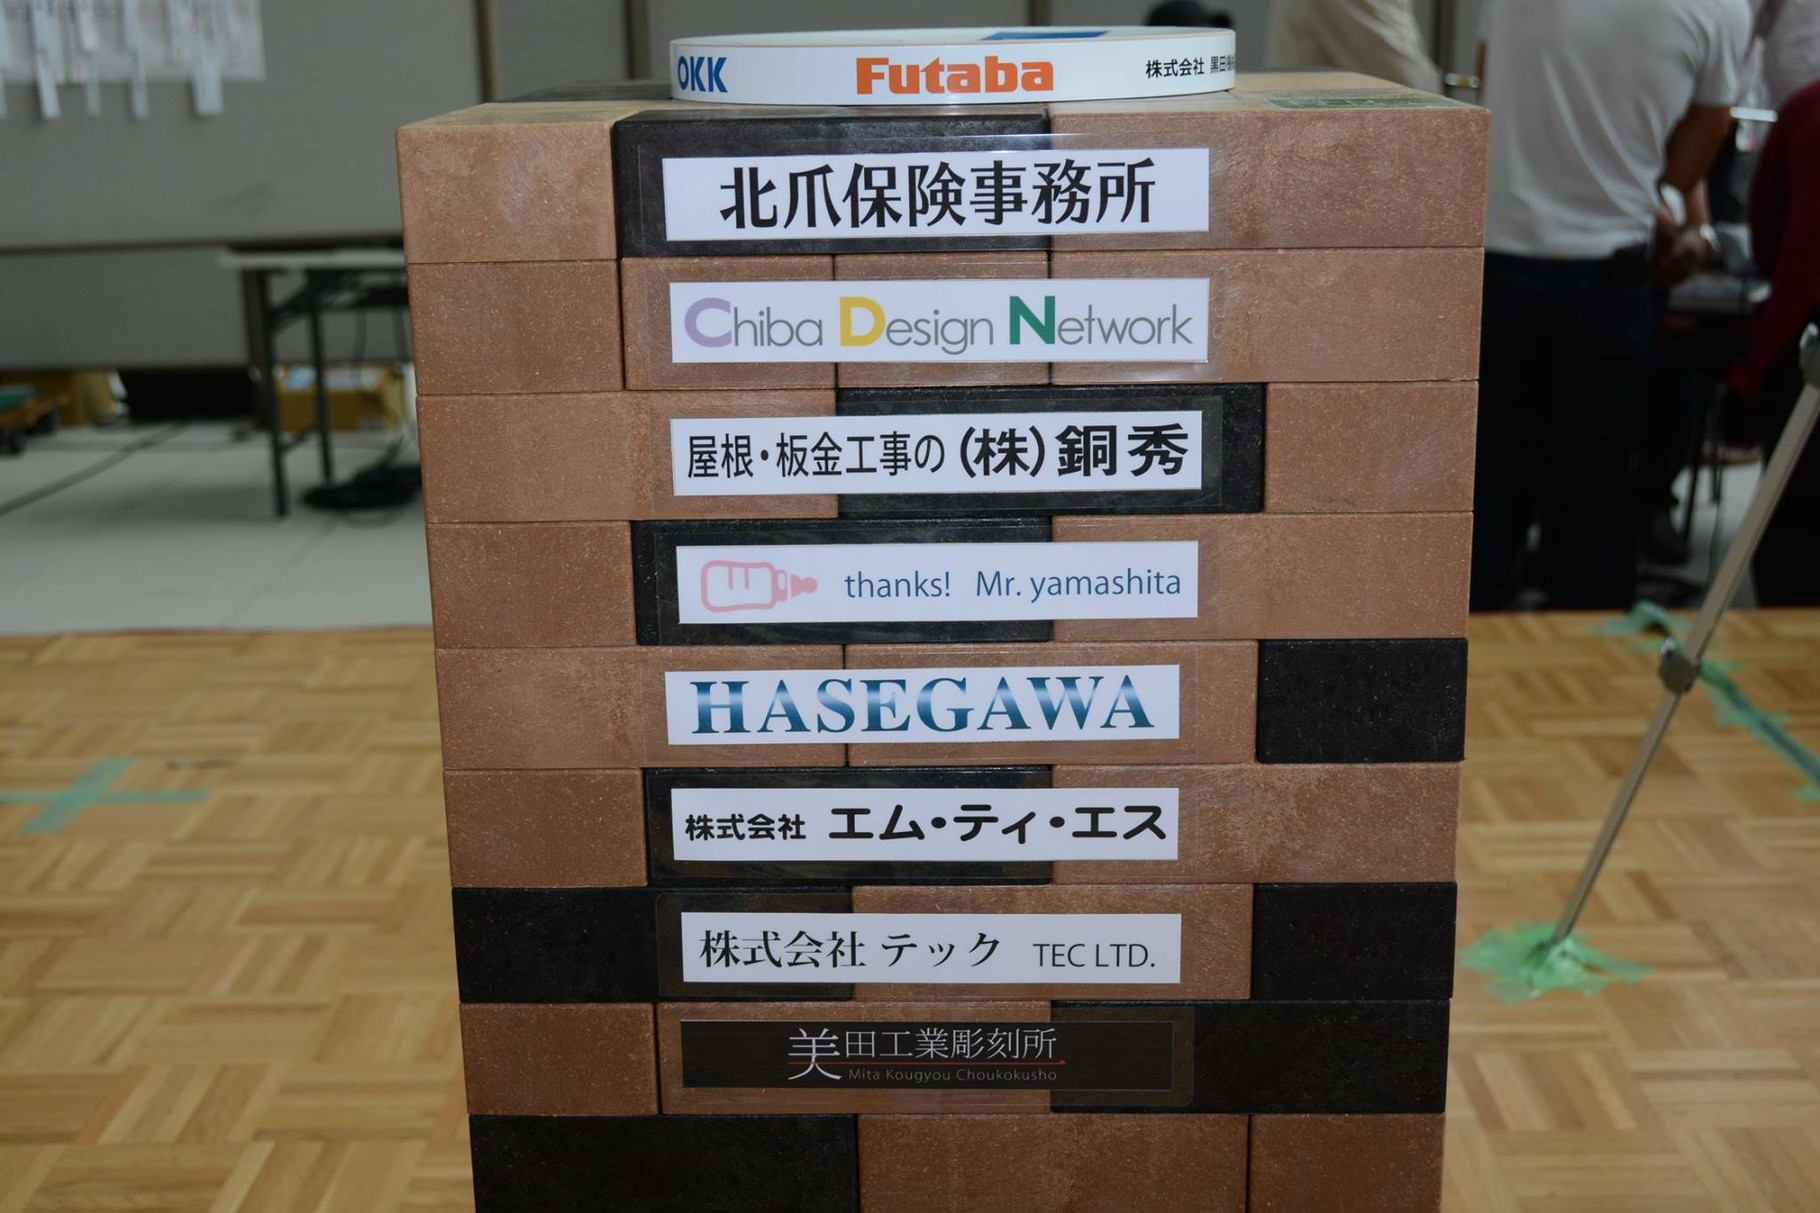 OKK Futaba 株式会社 黒田
北爪保険事務所
Chiba Design Network
屋根・板金工事の(株)銅秀
thanks! Mr. yamashita
HASEGAWA
株式会社 エム・ティ・エス
株式会社 テック TEC LTD.
美田工業彫刻所
Mita Kougyou Choukokusho